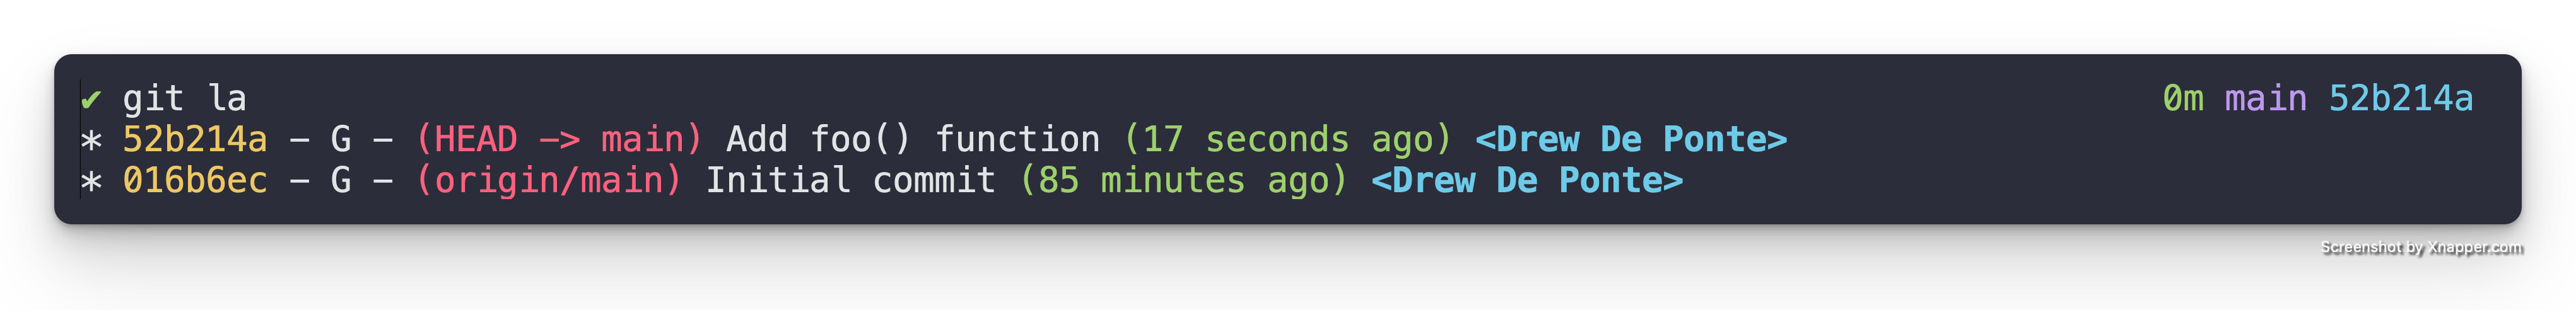 ✔ git la 0m main 52b214a
* 52b214a - G - (HEAD -> main) Add foo() function (17 seconds ago) <Drew De Ponte>
* 016b6ec - G - (origin/main) Initial commit (85 minutes ago) <Drew De Ponte>
Screenshot by Xnapper.com